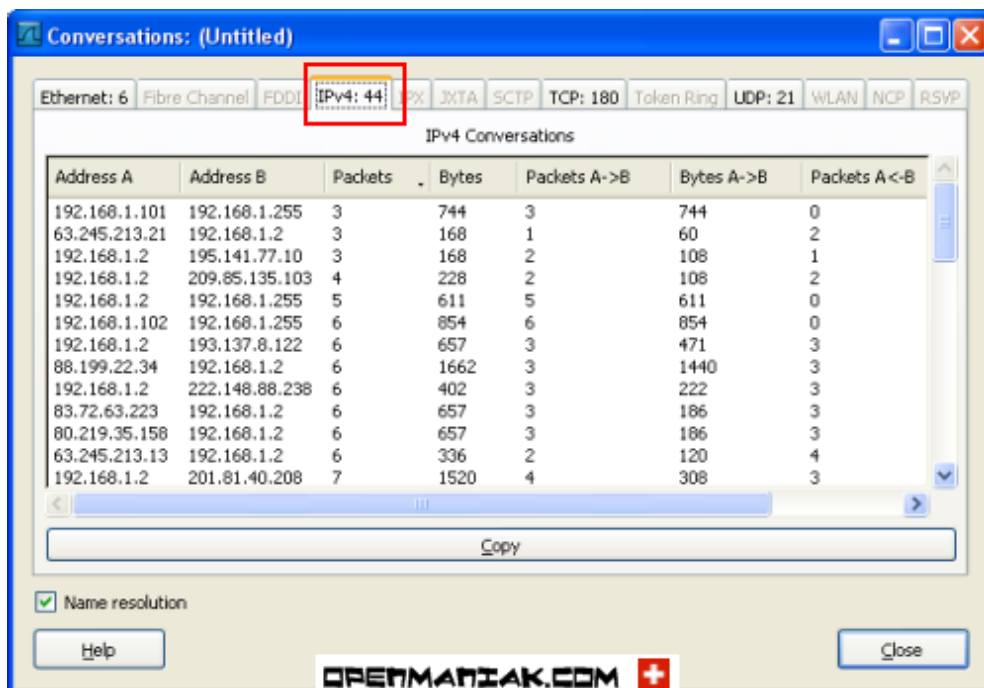 Conversations: (Untitled)
Ethernet: 6 Fibre Channel FDDI IPv4: 44 IPX JXTA SCTP TCP: 180 Token Ring UDP: 21 WLAN NCP RSVP
IPv4 Conversations
Address A Address B Packets Bytes Packets A->B Bytes A->B Packets A<-B
192.168.1.101 192.168.1.255 3 744 3 744 0
63.245.213.21 192.168.1.2 3 168 1 60 2
192.168.1.2 195.141.77.10 3 168 2 108 1
192.168.1.2 209.85.135.103 4 228 2 108 2
192.168.1.2 192.168.1.255 5 611 5 611 0
192.168.1.102 192.168.1.255 6 854 6 854 0
192.168.1.2 193.137.8.122 6 657 3 471 3
88.199.22.34 192.168.1.2 6 1662 3 1440 3
192.168.1.2 222.148.88.238 6 402 3 222 3
83.72.63.223 192.168.1.2 6 657 3 186 3
80.219.35.158 192.168.1.2 6 657 3 186 3
63.245.213.13 192.168.1.2 6 336 2 120 4
192.168.1.2 201.81.40.208 7 1520 4 308 3
Copy
Name resolution
Help Close
OPENMANIAK.COM